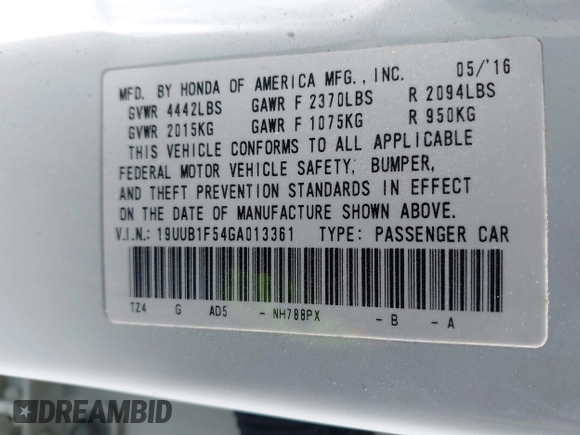 MFD. BY HONDA OF AMERICA MFG., INC. 05/'16
GVWR 4442LBS GAWR F 2370LBS R 2094LBS
GVWR 2015KG GAWR F 1075KG R 950KG
THIS VEHICLE CONFORMS TO ALL APPLICABLE
FEDERAL MOTOR VEHICLE SAFETY, BUMPER,
AND THEFT PREVENTION STANDARDS IN EFFECT
ON THE DATE OF MANUFACTURE SHOWN ABOVE.
V.I.N.: 19UUB1F54GA013361 TYPE: PASSENGER CAR
TZ4 G AD5 - NH788PX - B - A
DREAMBID